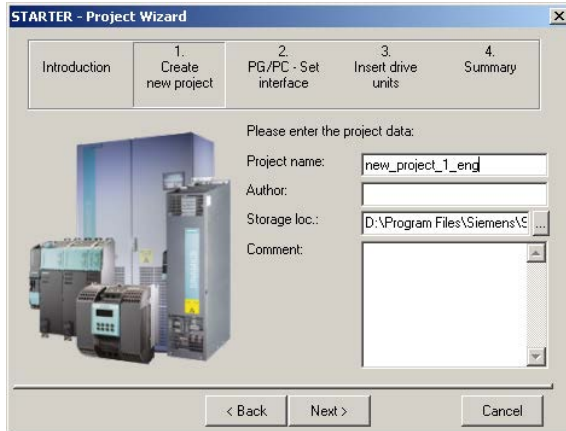 STARTER - Project Wizard
Introduction
1.
Create
new project
2.
PG/PC - Set
interface
3.
Insert drive
units
4.
Summary
Please enter the project data:
Project name:
new_project_1_eng
Author:
Storage loc.:
D:\Program Files\Siemens\S
...
Comment:
< Back
Next >
Cancel